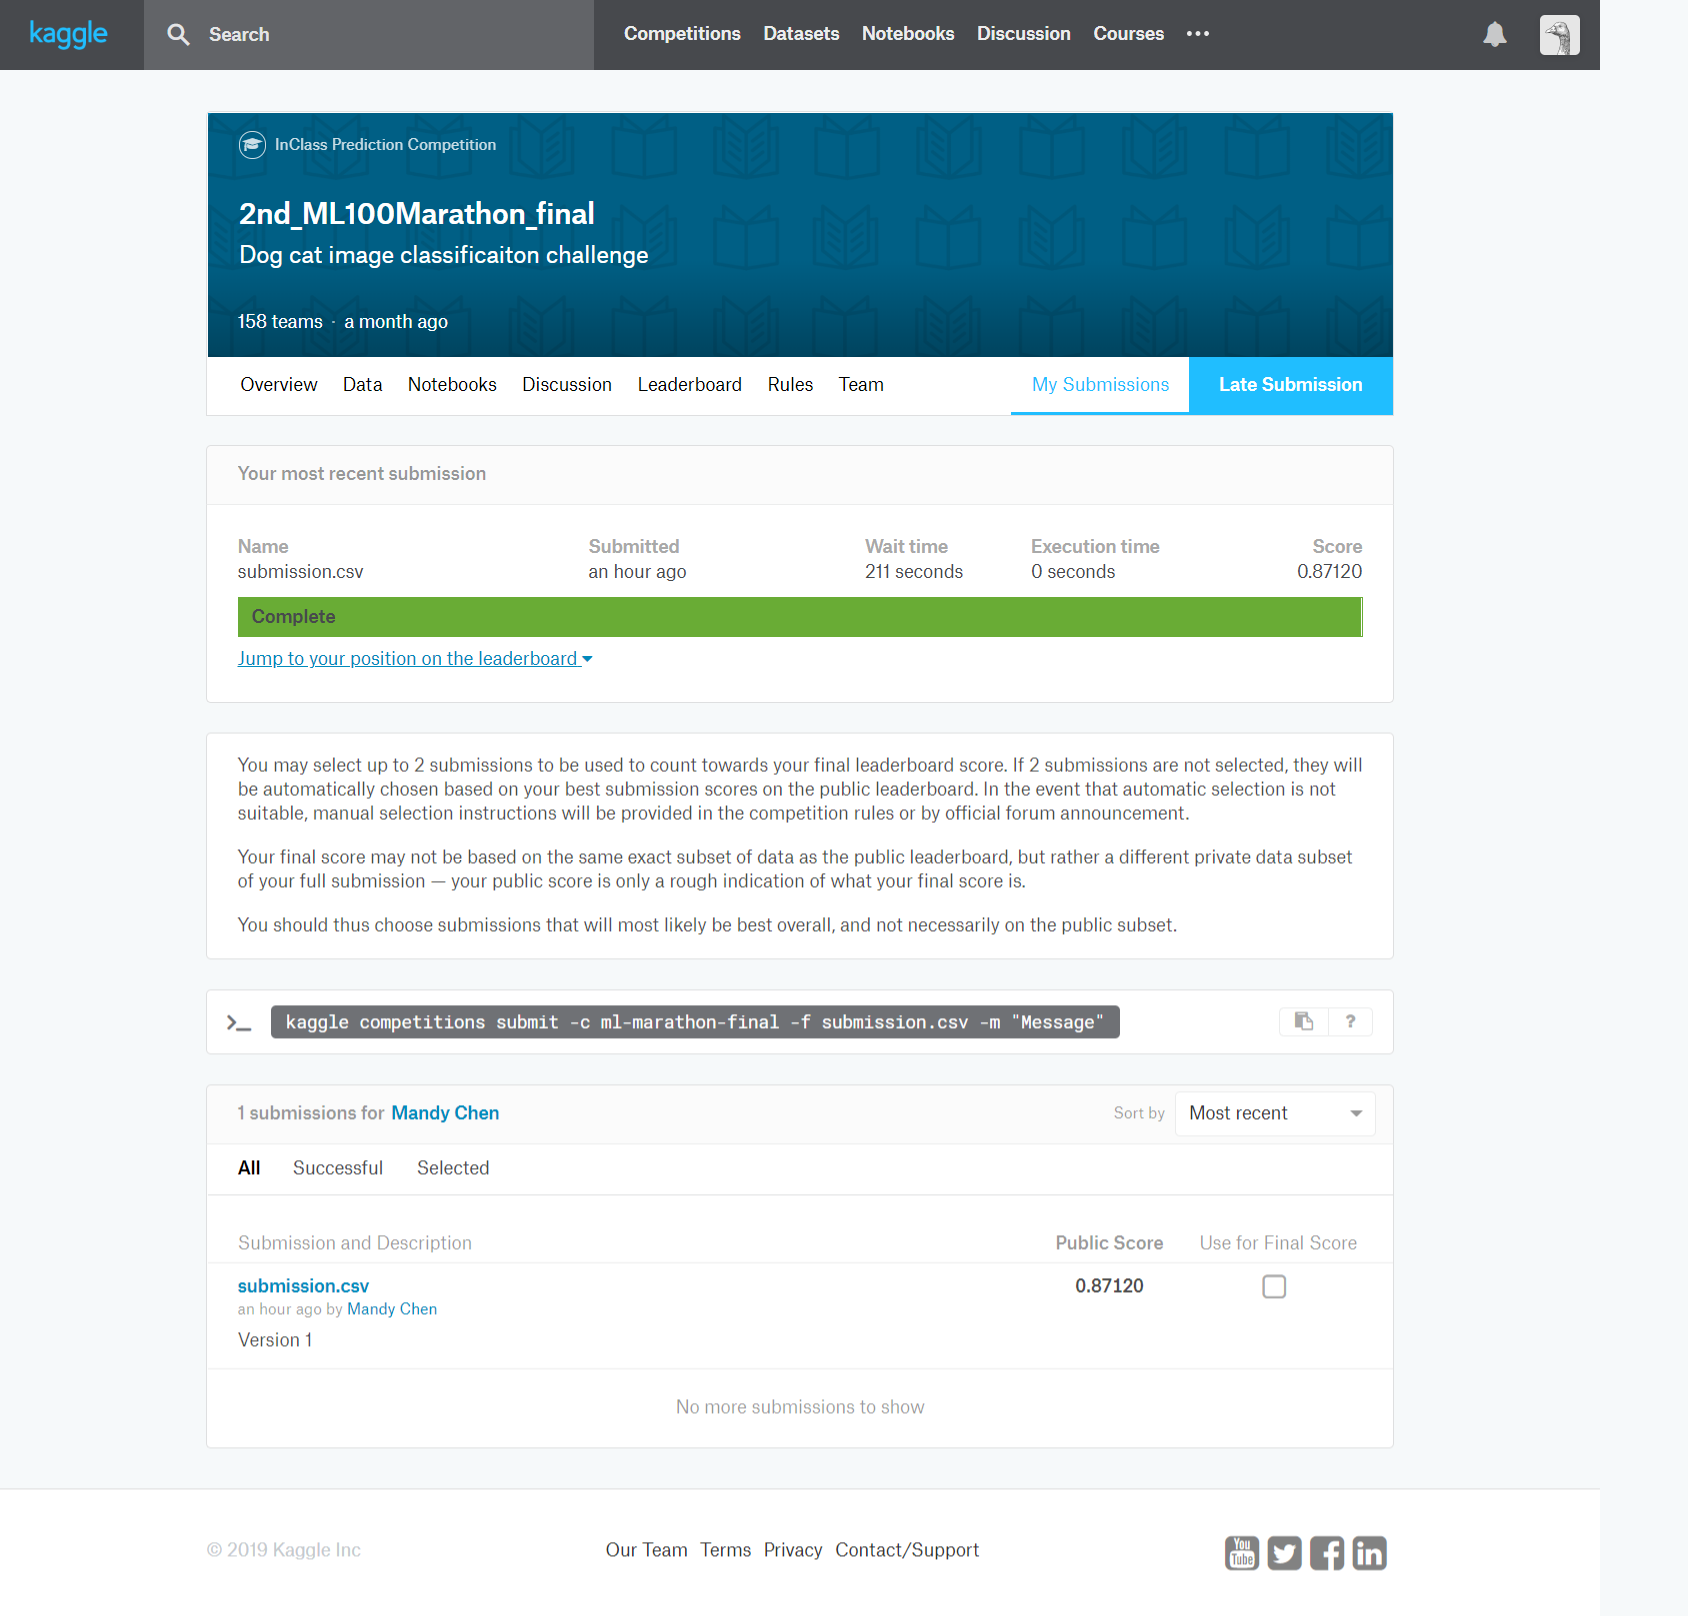 kaggle
Search
Competitions Datasets Notebooks Discussion Courses
InClass Prediction Competition
2nd_ML100Marathon_final
Dog cat image classificaiton challenge
158 teams · a month ago
Overview Data Notebooks Discussion Leaderboard Rules Team My Submissions Late Submission
Your most recent submission
Name Submitted Wait time Execution time Score
submission.csv an hour ago 211 seconds 0 seconds 0.87120
Complete
Jump to your position on the leaderboard
You may select up to 2 submissions to be used to count towards your final leaderboard score. If 2 submissions are not selected, they will
be automatically chosen based on your best submission scores on the public leaderboard. In the event that automatic selection is not
suitable, manual selection instructions will be provided in the competition rules or by official forum announcement.
Your final score may not be based on the same exact subset of data as the public leaderboard, but rather a different private data subset
of your full submission — your public score is only a rough indication of what your final score is.
You should thus choose submissions that will most likely be best overall, and not necessarily on the public subset.
>_ kaggle competitions submit -c ml-marathon-final -f submission.csv -m "Message" ?
1 submissions for Mandy Chen Sort by Most recent
All Successful Selected
Submission and Description Public Score Use for Final Score
submission.csv 0.87120
an hour ago by Mandy Chen
Version 1
No more submissions to show
© 2019 Kaggle Inc Our Team Terms Privacy Contact/Support You Tube in